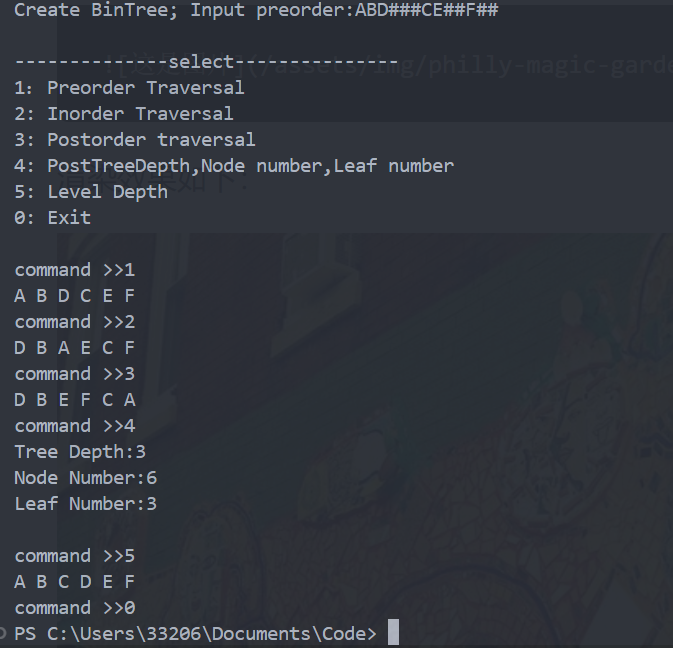 Create BinTree; Input preorder:ABD###CE##F##
--------------select---------------
1: Preorder Traversal
2: Inorder Traversal
3: Postorder traversal
4: PostTreeDepth,Node number,Leaf number
5: Level Depth
0: Exit
command >>1
A B D C E F
command >>2
D B A E C F
command >>3
D B E F C A
command >>4
Tree Depth:3
Node Number:6
Leaf Number:3
command >>5
A B C D E F
command >>0
PS C:\Users\33206\Documents\Code>